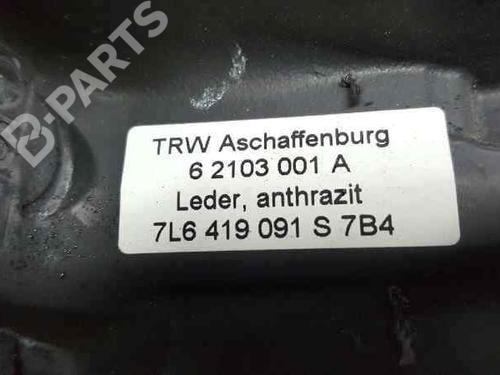 B-PARTS
TRW Aschaffenburg
6 2103 001 A
Leder, anthrazit
7L6 419 091 S 7B4